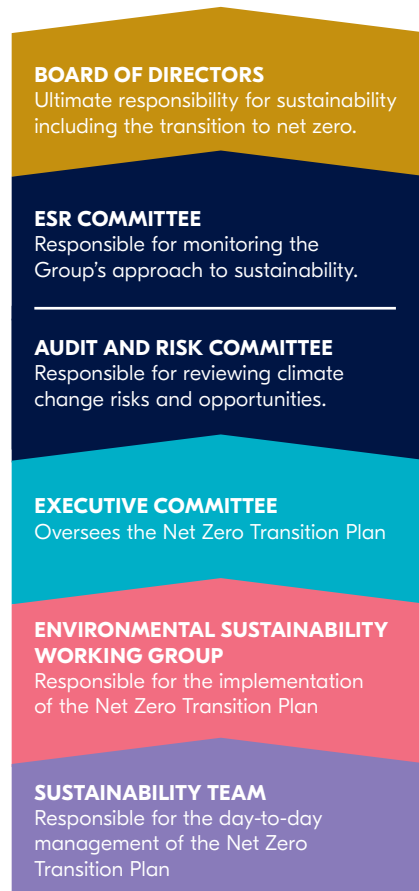 BOARD OF DIRECTORS
Ultimate responsibility for sustainability
including the transition to net zero.
ESR COMMITTEE
Responsible for monitoring the
Group’s approach to sustainability.
AUDIT AND RISK COMMITTEE
Responsible for reviewing climate
change risks and opportunities.
EXECUTIVE COMMITTEE
Oversees the Net Zero Transition Plan
ENVIRONMENTAL SUSTAINABILITY
WORKING GROUP
Responsible for the implementation
of the Net Zero Transition Plan
SUSTAINABILITY TEAM
Responsible for the day-to-day
management of the Net Zero
Transition Plan